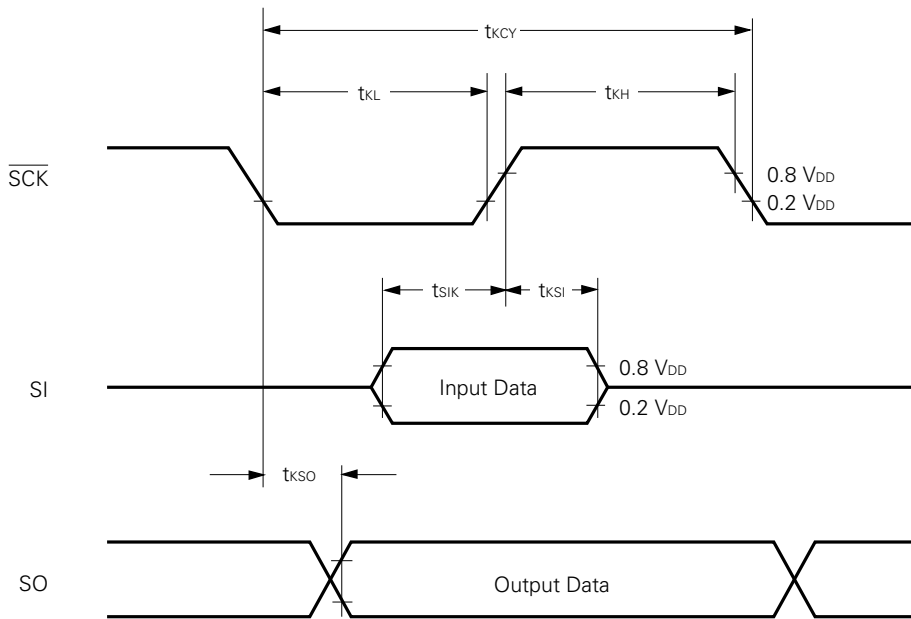 tKCY
tKL
tKH
SCK
0.8 VDD
0.2 VDD
tSIK
tKSI
SI
Input Data
0.8 VDD
0.2 VDD
tKSO
SO
Output Data